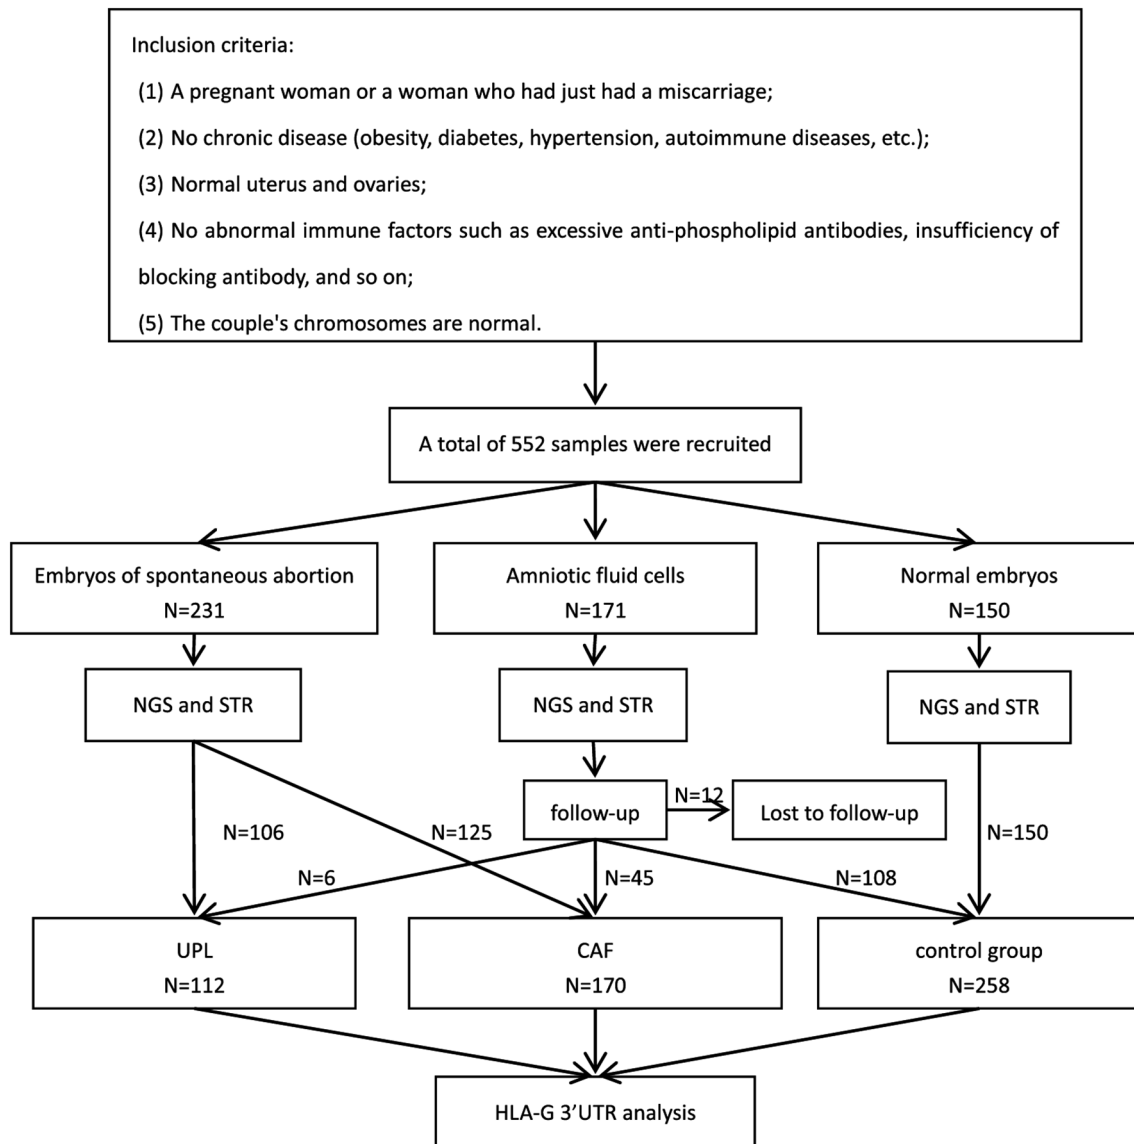 Inclusion criteria:
(1) A pregnant woman or a woman who had just had a miscarriage;
(2) No chronic disease (obesity, diabetes, hypertension, autoimmune diseases, etc.);
(3) Normal uterus and ovaries;
(4) No abnormal immune factors such as excessive anti-phospholipid antibodies, insufficiency of
blocking antibody, and so on;
(5) The couple's chromosomes are normal.
A total of 552 samples were recruited
Embryos of spontaneous abortion
N=231
Amniotic fluid cells
N=171
Normal embryos
N=150
NGS and STR
NGS and STR
NGS and STR
follow-up
N=12
Lost to follow-up
N=106
N=125
N=150
N=6
N=45
N=108
UPL
N=112
CAF
N=170
control group
N=258
HLA-G 3’UTR analysis